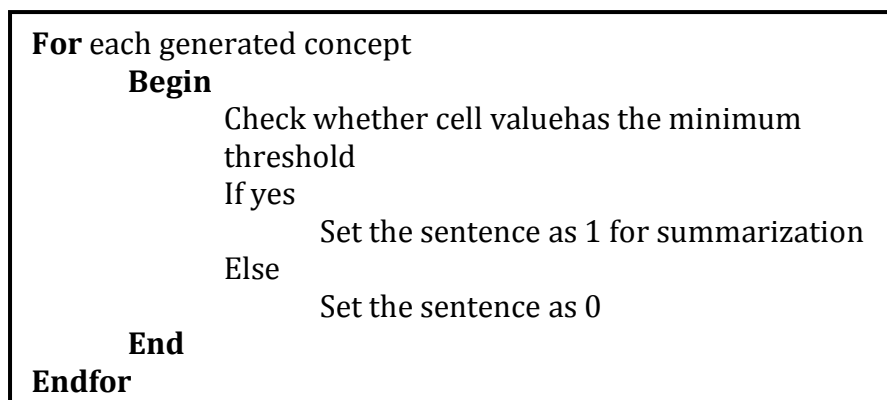 For each generated concept
Begin
Check whether cell valuehas the minimum
threshold
If yes
Set the sentence as 1 for summarization
Else
Set the sentence as 0
End
Endfor